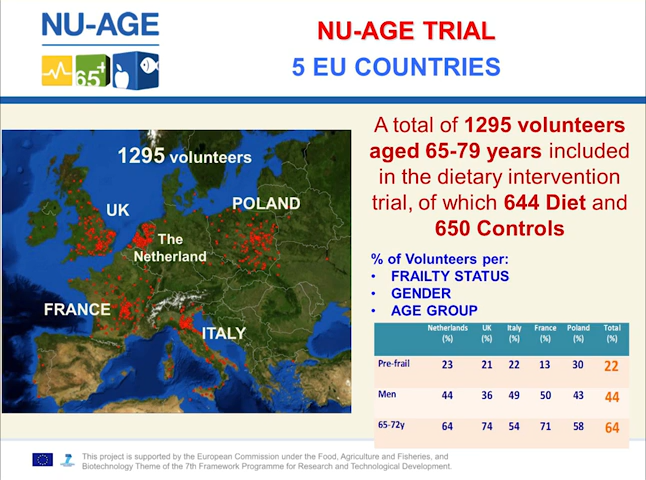 NU-AGE
65+
NU-AGE TRIAL
5 EU COUNTRIES
1295 volunteers
UK
POLAND
The
Netherland
FRANCE
ITALY
A total of 1295 volunteers
aged 65-79 years included
in the dietary intervention
trial, of which 644 Diet and
650 Controls
% of Volunteers per:
• FRAILTY STATUS
• GENDER
• AGE GROUP
Netherlands UK Italy France Poland Total
(%) (%) (%) (%) (%) (%)
Pre-frail 23 21 22 13 30 22
Men 44 36 49 50 43 44
65-72y 64 74 54 71 58 64
This project is supported by the European Commission under the Food, Agriculture and Fisheries, and
Biotechnology Theme of the 7th Framework Programme for Research and Technological Development.